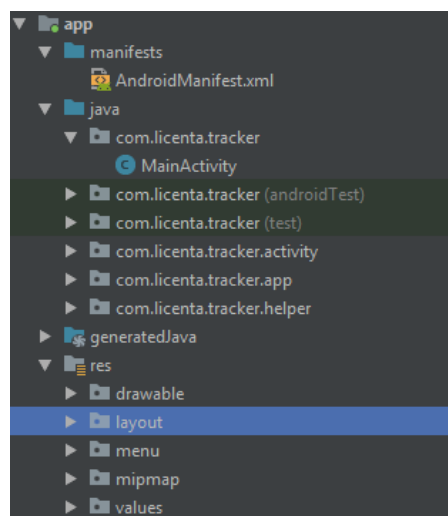 app
manifests
AndroidManifest.xml
java
com.licenta.tracker
C MainActivity
com.licenta.tracker (androidTest)
com.licenta.tracker (test)
com.licenta.tracker.activity
com.licenta.tracker.app
com.licenta.tracker.helper
generatedJava
res
drawable
layout
menu
mipmap
values